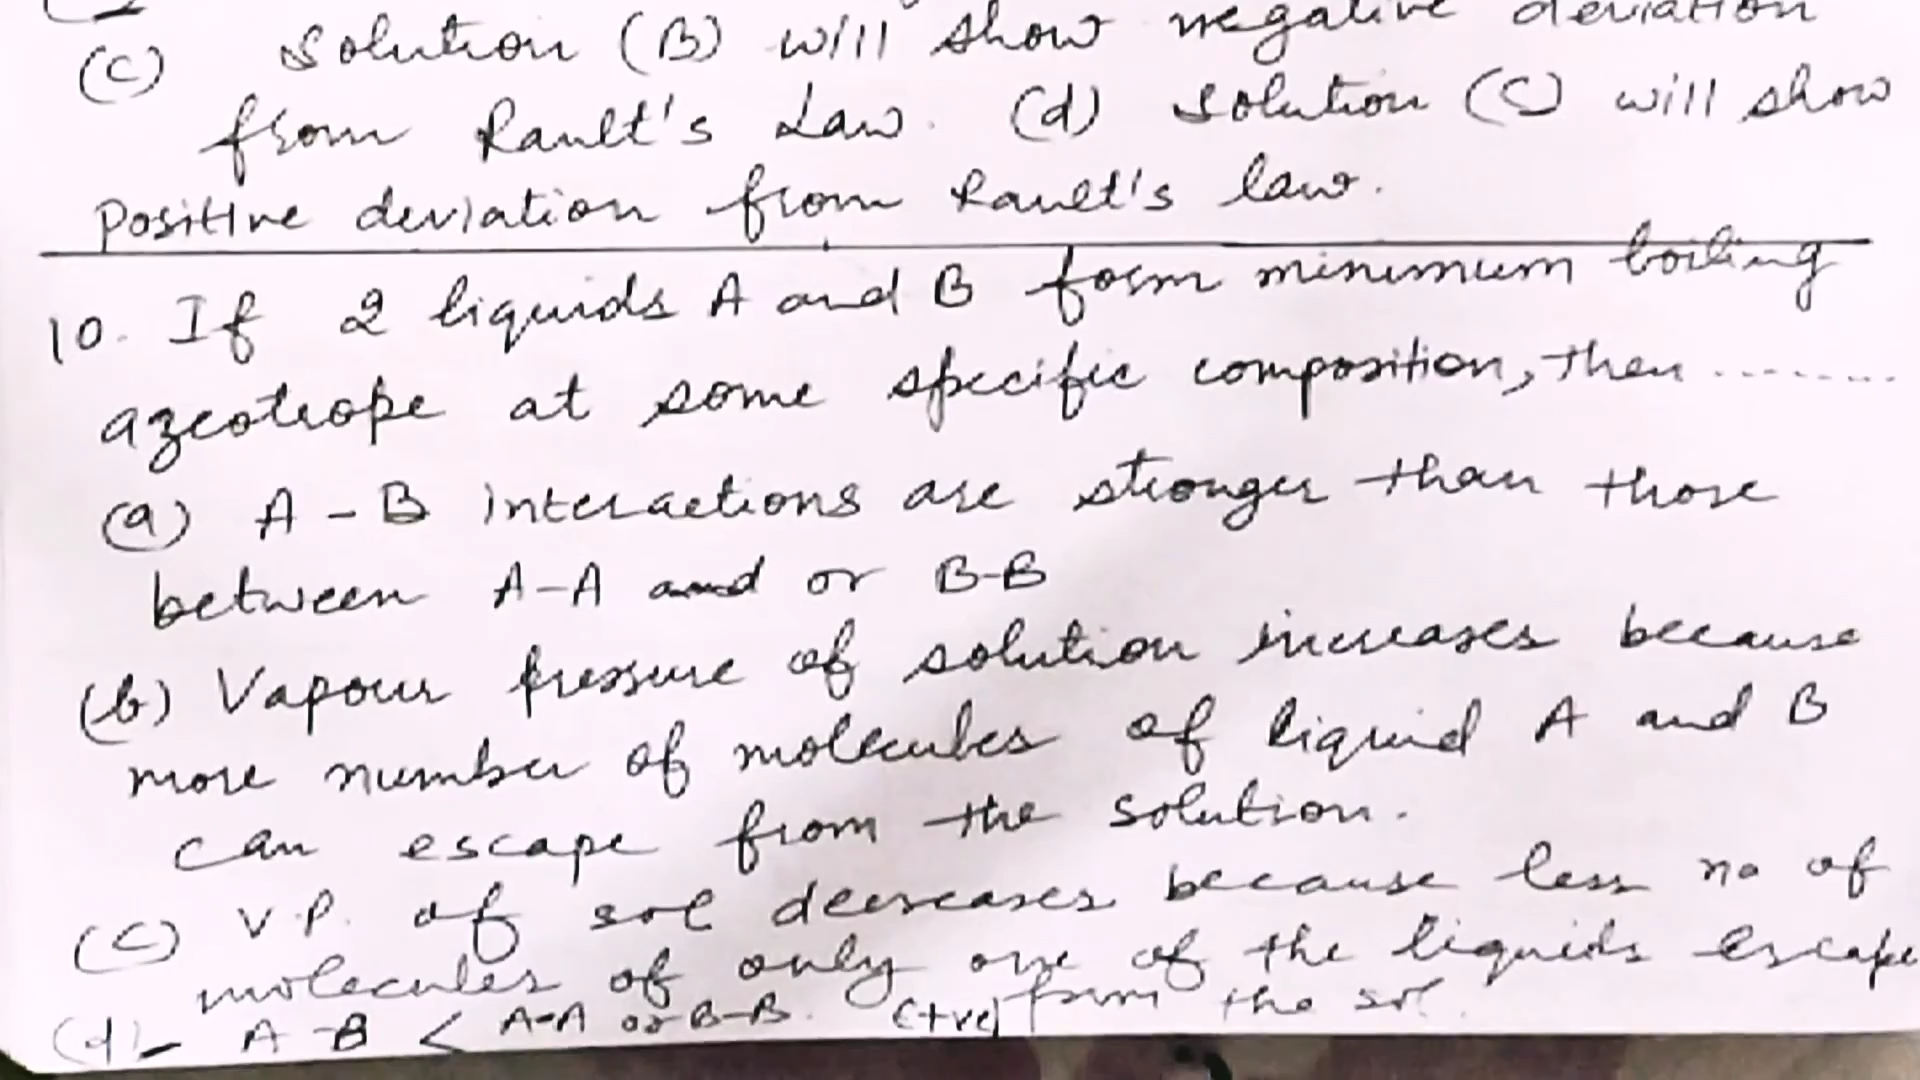 (c) Solution (B) will show negative deviation
from Rault's Law. (d) Solution (C) will show
Positive deviation from Rault's law.
10. If 2 liquids A and B form minimum boiling
azeotrope at some specific composition, then ........
(a) A-B interactions are stronger than those
between A-A and or B-B
(b) Vapour pressure of solution increases because
more number of molecules of liquid A and B
can escape from the solution.
(c) V.P. of sol decreases because less no of
molecules of only one of the liquids escape
from the sol.
(d) - A-B < A-A or B-B. (+ve)